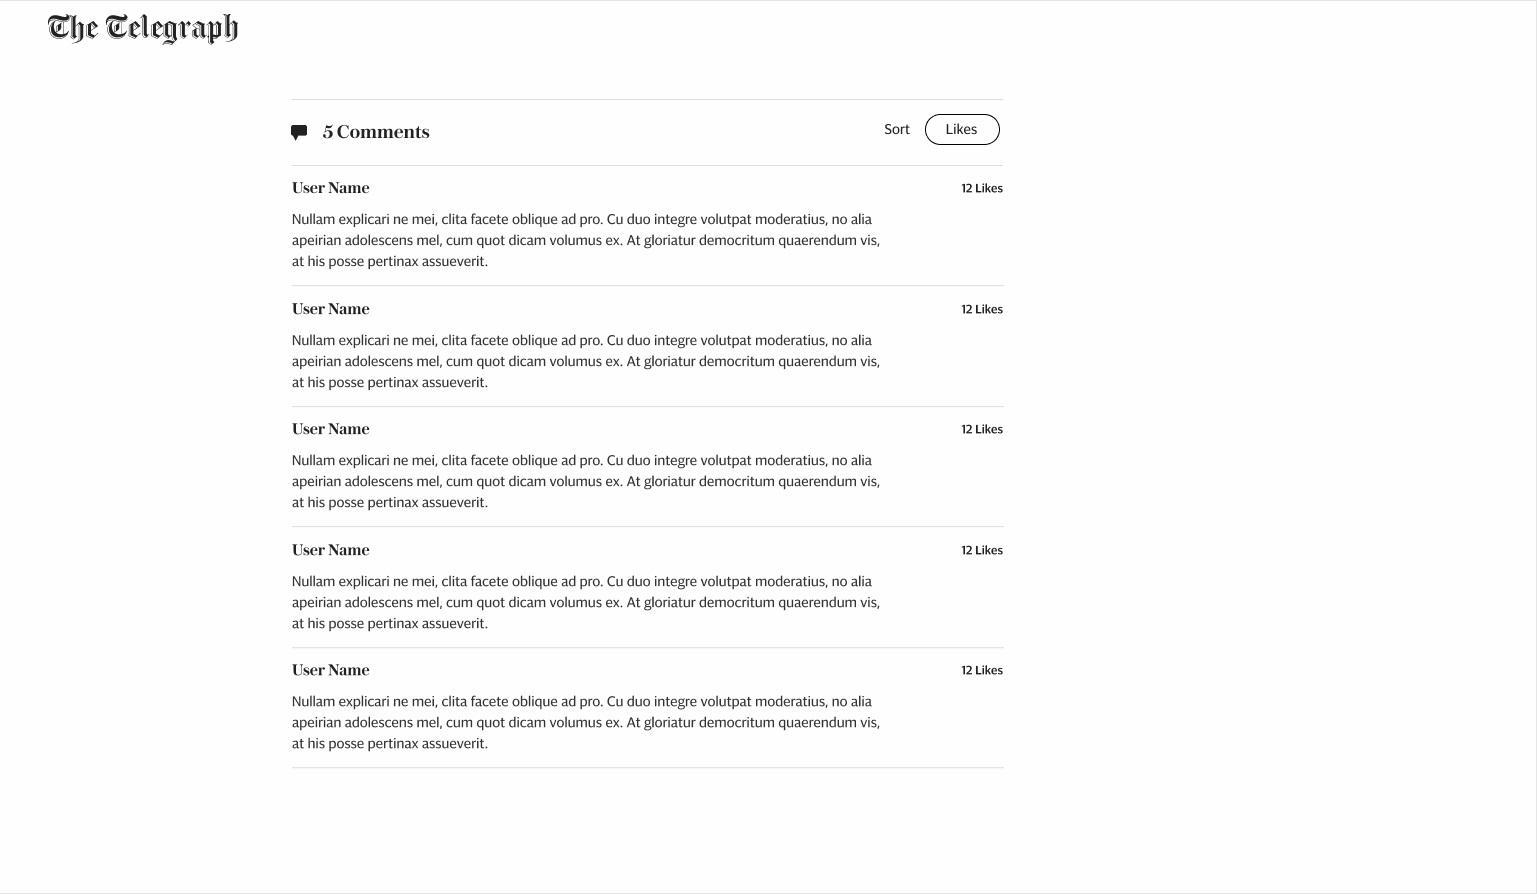 The Telegraph
5 Comments
Sort
Likes
User Name
12 Likes
Nullam explicari ne mei, clita facete oblique ad pro. Cu duo integre volutpat moderatius, no alia
apeirian adolescens mel, cum quot dicam volumus ex. At gloriatur democritum quaerendum vis,
at his posse pertinax assueverit.
User Name
12 Likes
Nullam explicari ne mei, clita facete oblique ad pro. Cu duo integre volutpat moderatius, no alia
apeirian adolescens mel, cum quot dicam volumus ex. At gloriatur democritum quaerendum vis,
at his posse pertinax assueverit.
User Name
12 Likes
Nullam explicari ne mei, clita facete oblique ad pro. Cu duo integre volutpat moderatius, no alia
apeirian adolescens mel, cum quot dicam volumus ex. At gloriatur democritum quaerendum vis,
at his posse pertinax assueverit.
User Name
12 Likes
Nullam explicari ne mei, clita facete oblique ad pro. Cu duo integre volutpat moderatius, no alia
apeirian adolescens mel, cum quot dicam volumus ex. At gloriatur democritum quaerendum vis,
at his posse pertinax assueverit.
User Name
12 Likes
Nullam explicari ne mei, clita facete oblique ad pro. Cu duo integre volutpat moderatius, no alia
apeirian adolescens mel, cum quot dicam volumus ex. At gloriatur democritum quaerendum vis,
at his posse pertinax assueverit.